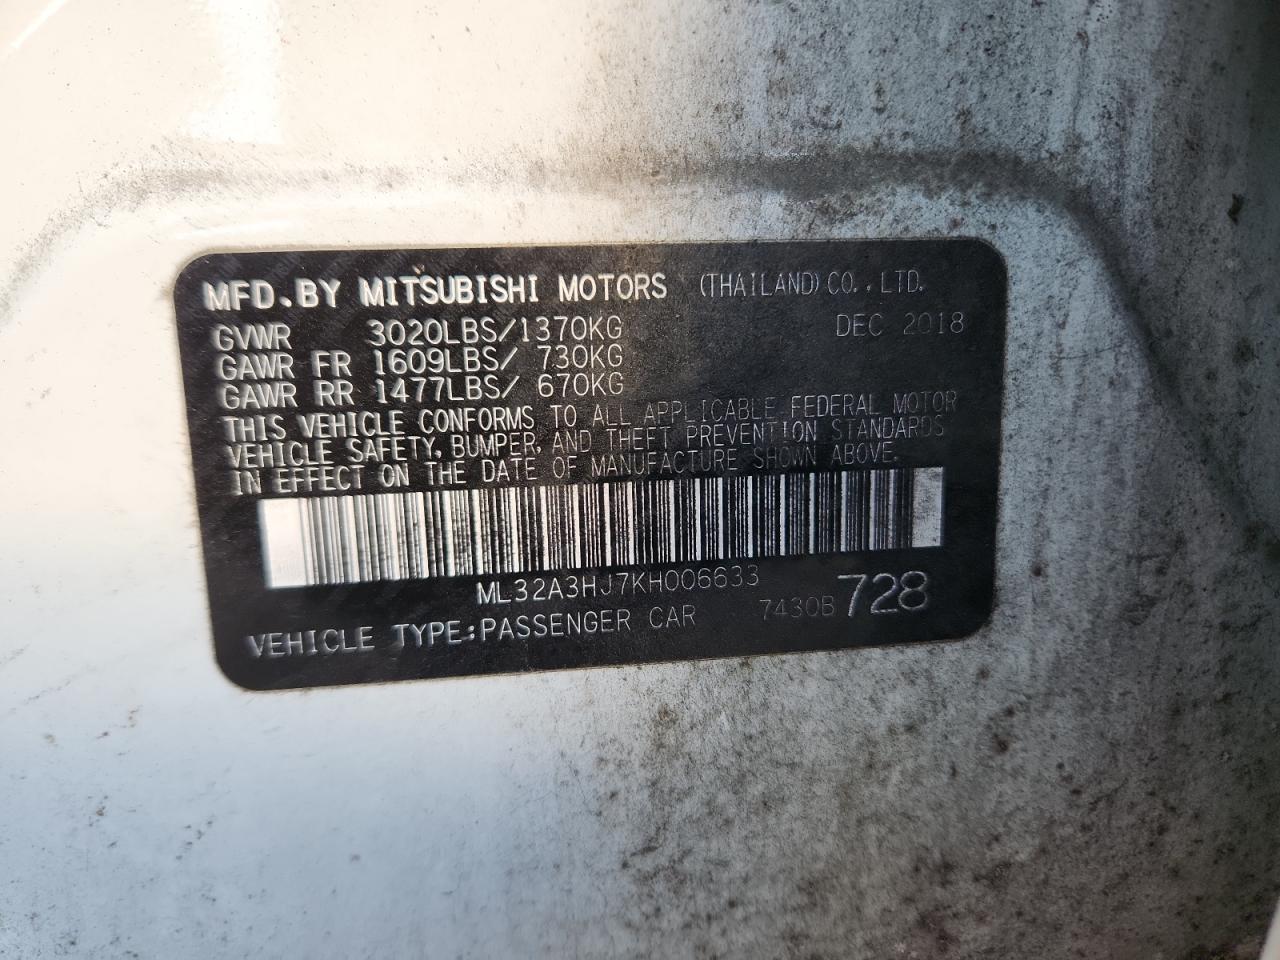 MFD.BY MITSUBISHI MOTORS (THAILAND) CO.,LTD.
GVWR 3020LBS/1370KG DEC 2018
GAWR FR 1609LBS/ 730KG
GAWR RR 1477LBS/ 670KG
THIS VEHICLE CONFORMS TO ALL APPLICABLE FEDERAL MOTOR
VEHICLE SAFETY, BUMPER, AND THEFT PREVENTION STANDARDS
IN EFFECT ON THE DATE OF MANUFACTURE SHOWN ABOVE.
ML32A3HJ7KH006633
VEHICLE TYPE:PASSENGER CAR 7430B 728